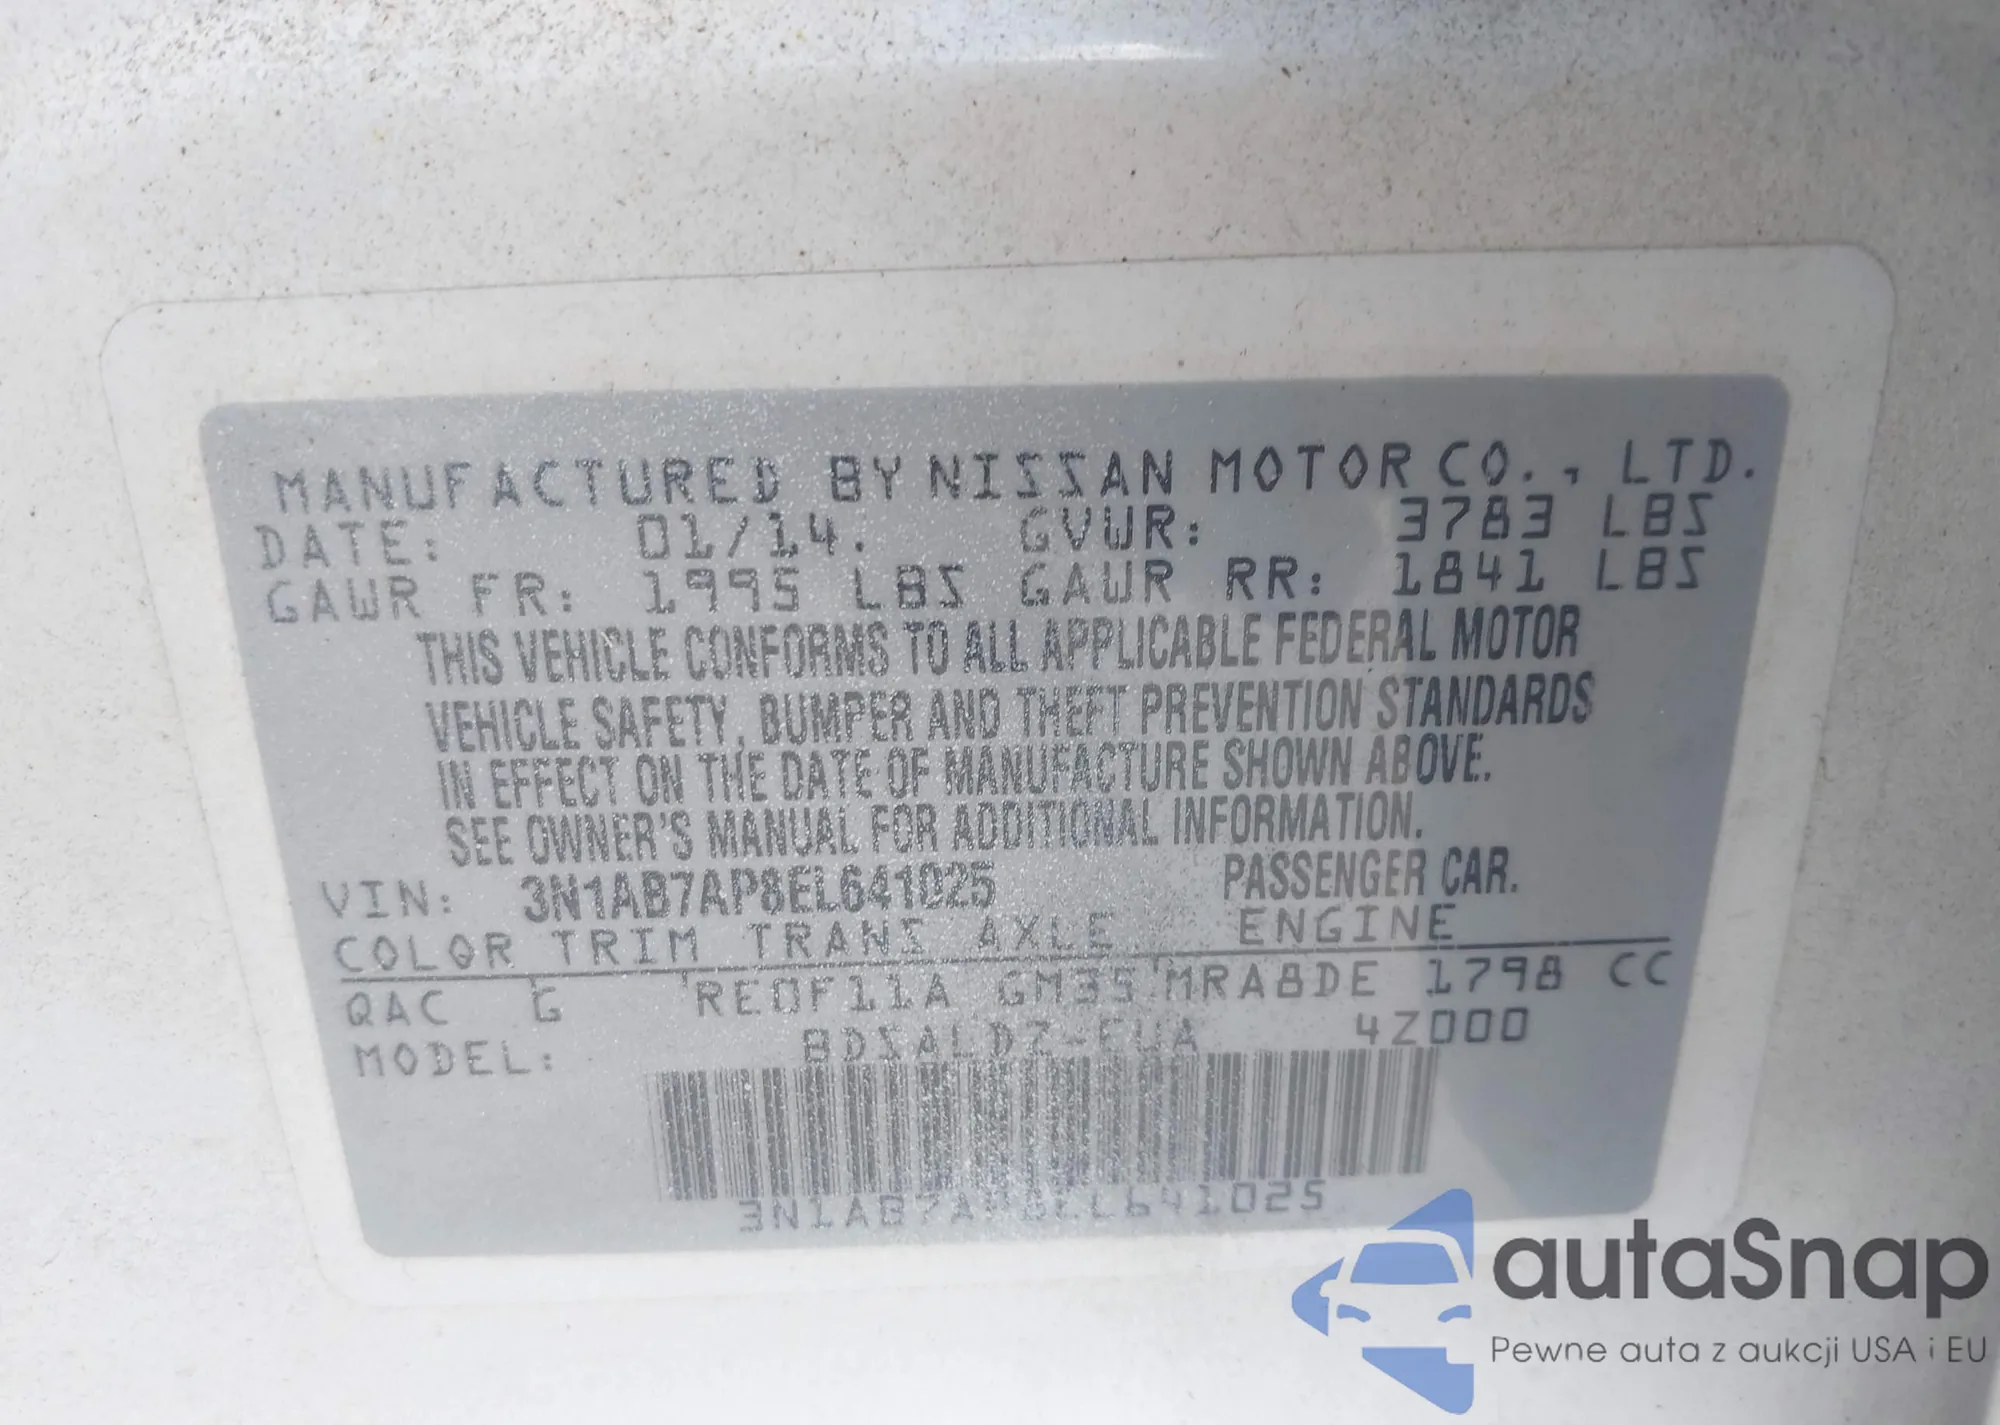 MANUFACTURED BY NISSAN MOTOR CO., LTD.
DATE: 01/14. GVWR: 3783 LBS
GAWR FR: 1995 LBS GAWR RR: 1841 LBS
THIS VEHICLE CONFORMS TO ALL APPLICABLE FEDERAL MOTOR
VEHICLE SAFETY, BUMPER AND THEFT PREVENTION STANDARDS
IN EFFECT ON THE DATE OF MANUFACTURE SHOWN ABOVE.
SEE OWNER'S MANUAL FOR ADDITIONAL INFORMATION.
VIN: 3N1AB7AP8EL641025 PASSENGER CAR.
COLOR TRIM TRANS AXLE ENGINE
QAC G RE0F11A GM35 MRA8DE 1798 CC
MODEL: BDSALDZ-EUA 4Z000
3N1AB7AP8EL641025
autaSnap
Pewne auta z aukcji USA i EU